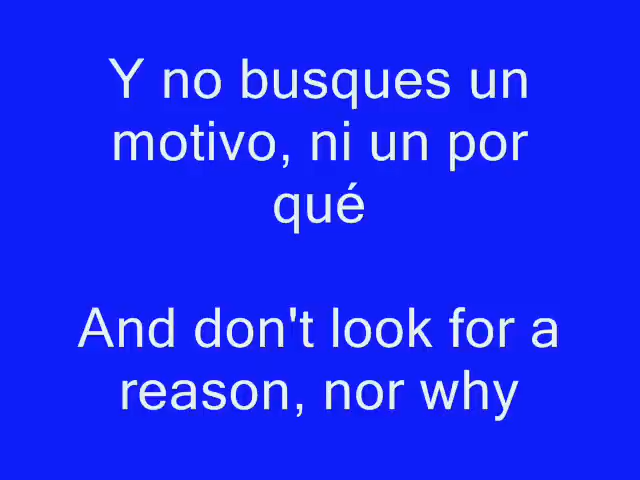 Y no busques un
motivo, ni un por
qué
And don't look for a
reason, nor why